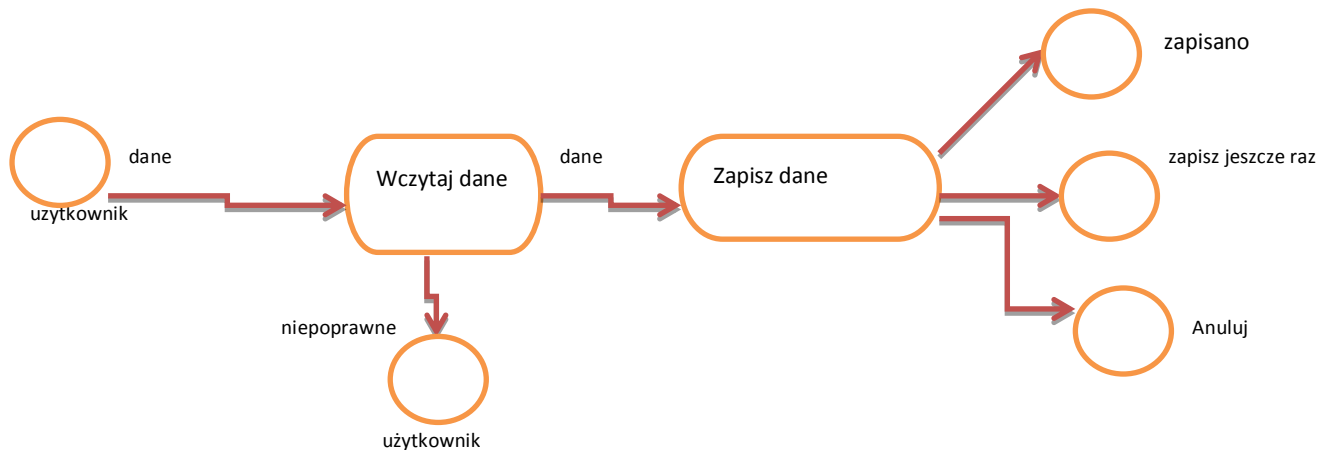 zapisano
dane
dane
zapisz jeszcze raz
Wczytaj dane
Zapisz dane
uzytkownik
niepoprawne
Anuluj
użytkownik